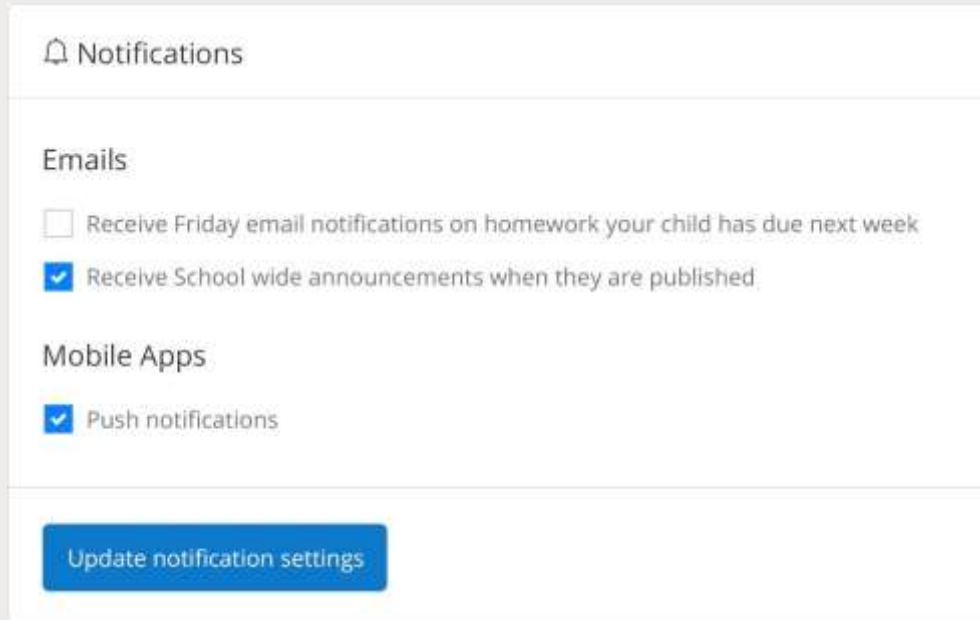 Notifications
Emails
Receive Friday email notifications on homework your child has due next week
Receive School wide announcements when they are published
Mobile Apps
Push notifications
Update notification settings